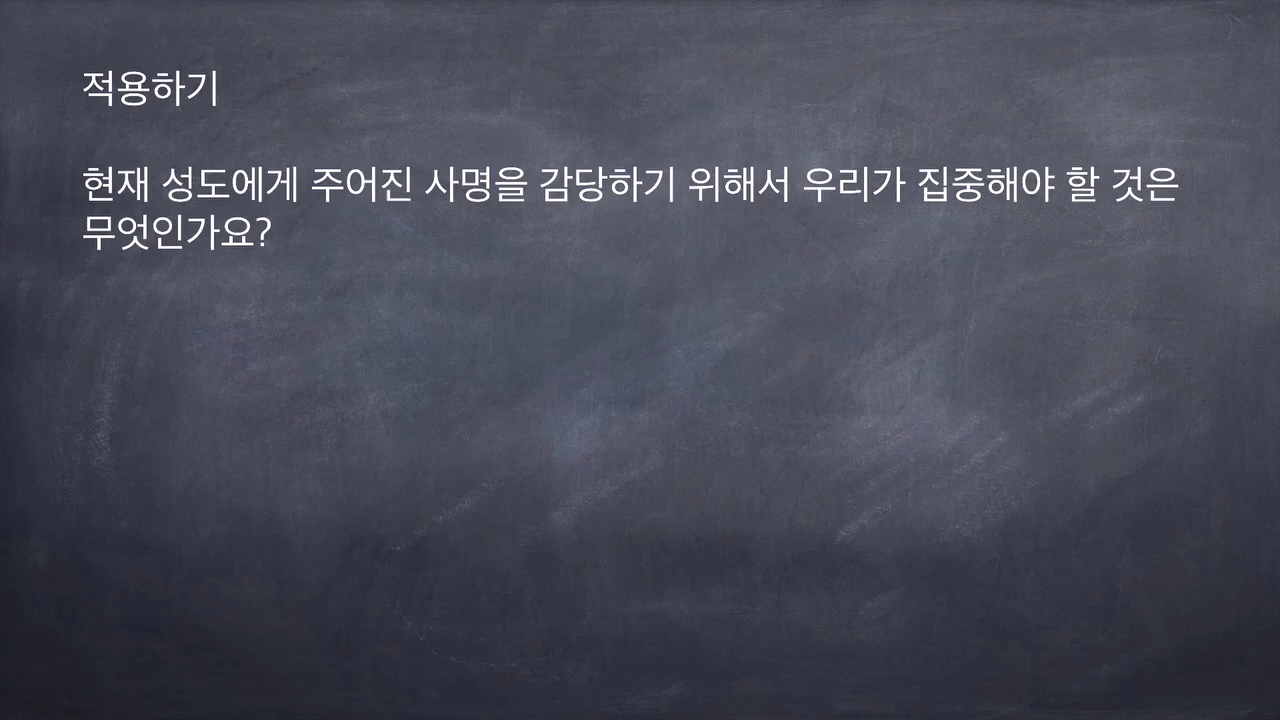 적용하기
현재 성도에게 주어진 사명을 감당하기 위해서 우리가 집중해야 할 것은
무엇인가요?